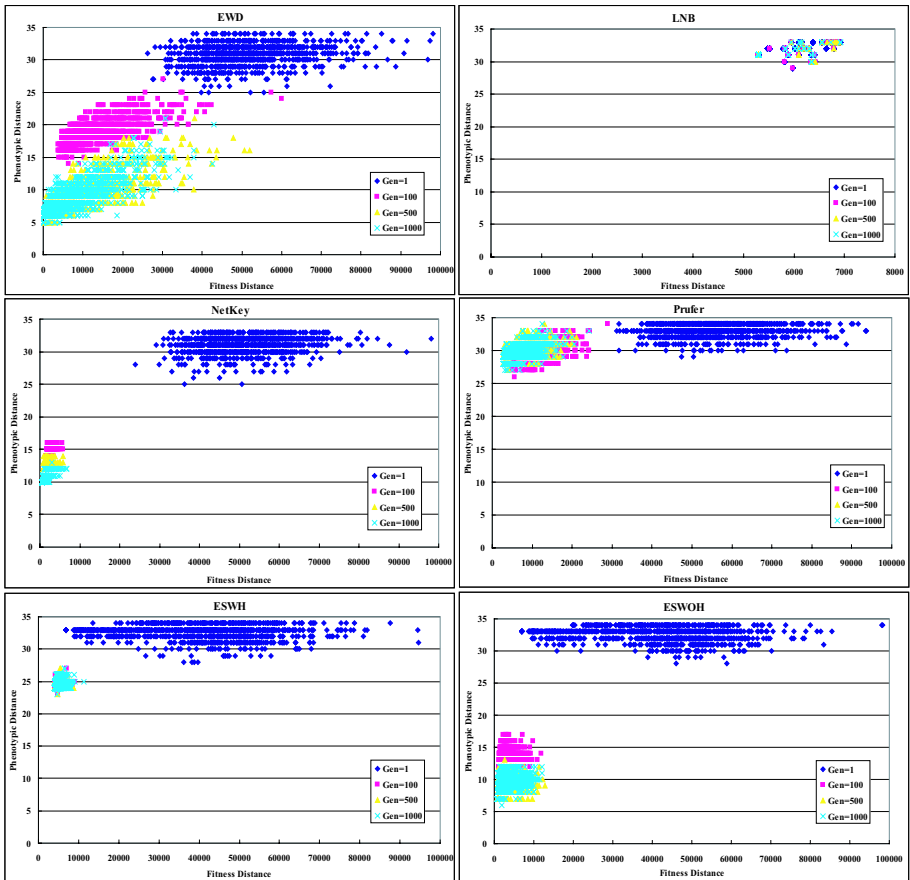 EWD
35
30
25
20
15
10
5
0
Phenotypic Distance
0 10000 20000 30000 40000 50000 60000 70000 80000 90000 100000
Fitness Distance
Gen=1
Gen=100
Gen=500
Gen=1000
LNB
35
30
25
20
15
10
5
0
Phenotypic Distance
0 1000 2000 3000 4000 5000 6000 7000 8000
Fitness Distance
Gen=1
Gen=100
Gen=500
Gen=1000
NetKey
35
30
25
20
15
10
5
0
Phenotypic Distance
0 10000 20000 30000 40000 50000 60000 70000 80000 90000 100000
Fitness Distance
Gen=1
Gen=100
Gen=500
Gen=1000
Prufer
35
30
25
20
15
10
5
0
Phenotypic Distance
0 10000 20000 30000 40000 50000 60000 70000 80000 90000 100000
Fitness Distance
Gen=1
Gen=100
Gen=500
Gen=1000
ESWH
35
30
25
20
15
10
5
0
Phenotypic Distance
0 10000 20000 30000 40000 50000 60000 70000 80000 90000 100000
Fitness Distance
Gen=1
Gen=100
Gen=500
Gen=1000
ESWOH
35
30
25
20
15
10
5
0
Phenotypic Distance
0 10000 20000 30000 40000 50000 60000 70000 80000 90000 100000
Fitness Distance
Gen=1
Gen=100
Gen=500
Gen=1000